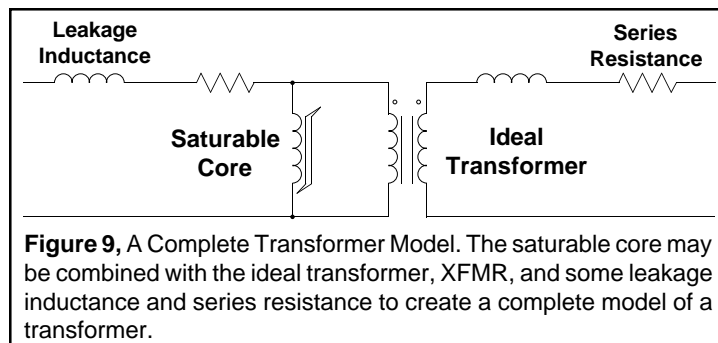 Leakage
Inductance
Series
Resistance
Saturable
Core
Ideal
Transformer
Figure 9, A Complete Transformer Model. The saturable core may
be combined with the ideal transformer, XFMR, and some leakage
inductance and series resistance to create a complete model of a
transformer.